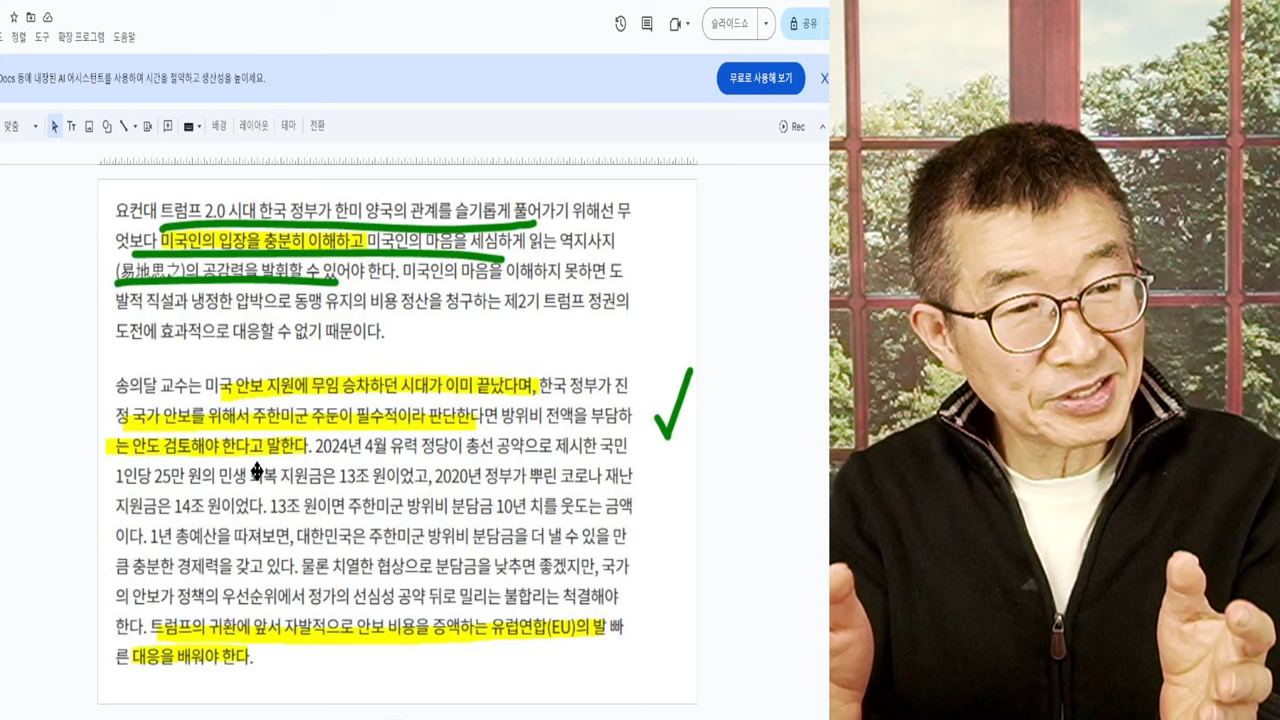 정렬 도구 확장 프로그램 도움말
슬라이드쇼
공유
Docs 등에 내장된 AI 어시스턴트를 사용하여 시간을 절약하고 생산성을 높이세요.
무료로 사용해 보기
맞춤
배경 레이아웃 테마 전환
Rec
요컨대 트럼프 2.0 시대 한국 정부가 한미 양국의 관계를 슬기롭게 풀어가기 위해선 무
엇보다 미국인의 입장을 충분히 이해하고 미국인의 마음을 세심하게 읽는 역지사지
(易地思之)의 공감력을 발휘할 수 있어야 한다. 미국인의 마음을 이해하지 못하면 도
발적 직설과 냉정한 압박으로 동맹 유지의 비용 정산을 청구하는 제2기 트럼프 정권의
도전에 효과적으로 대응할 수 없기 때문이다.
송의달 교수는 미국 안보 지원에 무임 승차하던 시대가 이미 끝났다며, 한국 정부가 진
정 국가 안보를 위해서 주한미군 주둔이 필수적이라 판단한다면 방위비 전액을 부담하
는 안도 검토해야 한다고 말한다. 2024년 4월 유력 정당이 총선 공약으로 제시한 국민
1인당 25만 원의 민생 지원금은 13조 원이었고, 2020년 정부가 뿌린 코로나 재난
지원금은 14조 원이었다. 13조 원이면 주한미군 방위비 분담금 10년 치를 웃도는 금액
이다. 1년 총예산을 따져보면, 대한민국은 주한미군 방위비 분담금을 더 낼 수 있을 만
큼 충분한 경제력을 갖고 있다. 물론 치열한 협상으로 분담금을 낮추면 좋겠지만, 국가
의 안보가 정책의 우선순위에서 정가의 선심성 공약 뒤로 밀리는 불합리는 척결해야
한다. 트럼프의 귀환에 앞서 자발적으로 안보 비용을 증액하는 유럽연합(EU)의 발 빠
른 대응을 배워야 한다.